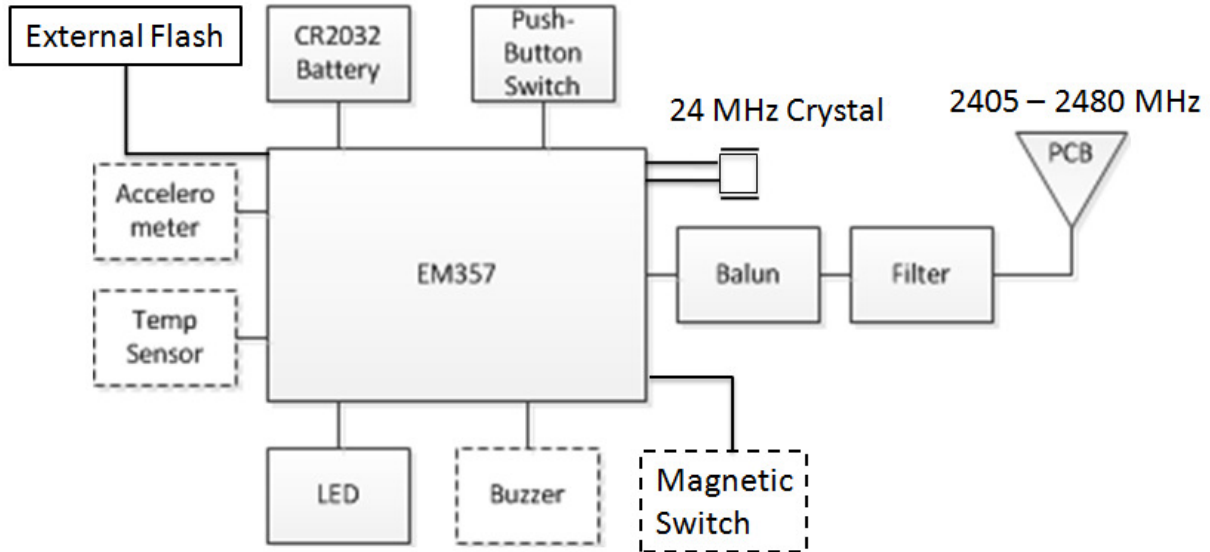 External Flash
CR2032
Battery
Push-
Button
Switch
24 MHz Crystal
2405 – 2480 MHz
PCB
Accelero
meter
EM357
Balun
Filter
Temp
Sensor
LED
Buzzer
Magnetic
Switch